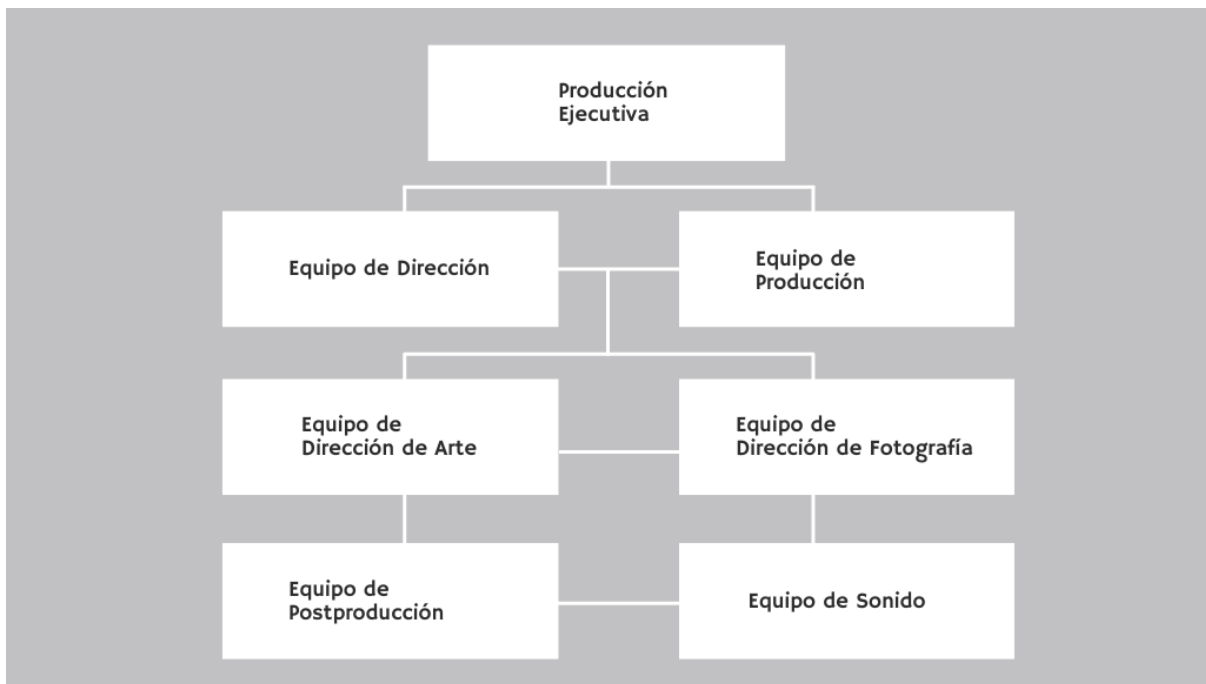 Producción
Ejecutiva
Equipo de Dirección
Equipo de
Producción
Equipo de
Dirección de Arte
Equipo de
Dirección de Fotografía
Equipo de
Postproducción
Equipo de Sonido